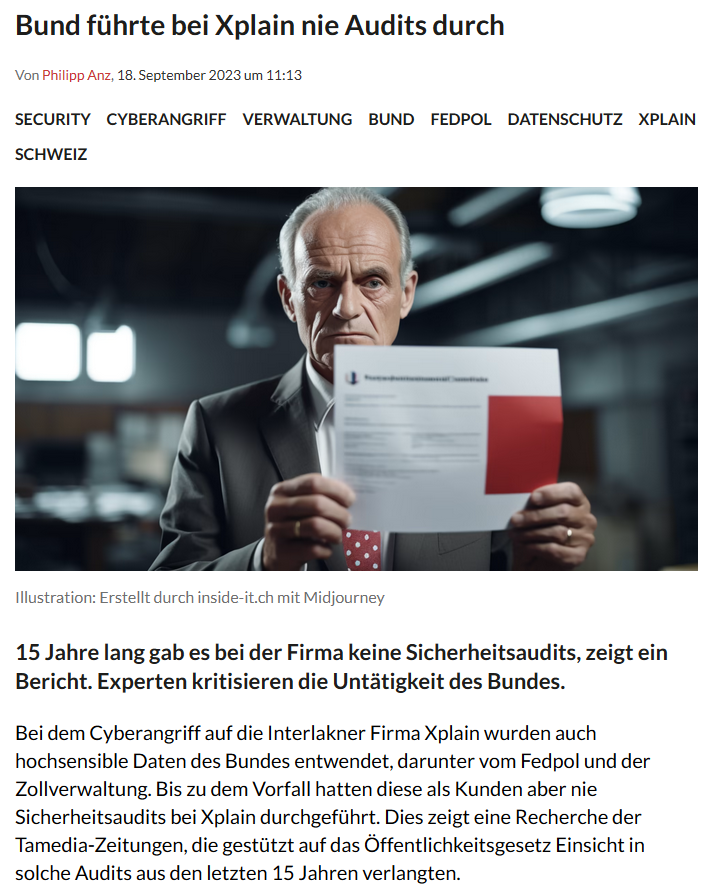 Bund führte bei Xplain nie Audits durch
Von Philipp Anz, 18. September 2023 um 11:13
SECURITY CYBERANGRIFF VERWALTUNG BUND FEDPOL DATENSCHUTZ XPLAIN
SCHWEIZ
Illustration: Erstellt durch inside-it.ch mit Midjourney
15 Jahre lang gab es bei der Firma keine Sicherheitsaudits, zeigt ein
Bericht. Experten kritisieren die Untätigkeit des Bundes.
Bei dem Cyberangriff auf die Interlakner Firma Xplain wurden auch
hochsensible Daten des Bundes entwendet, darunter vom Fedpol und der
Zollverwaltung. Bis zu dem Vorfall hatten diese als Kunden aber nie
Sicherheitsaudits bei Xplain durchgeführt. Dies zeigt eine Recherche der
Tamedia-Zeitungen, die gestützt auf das Öffentlichkeitsgesetz Einsicht in
solche Audits aus den letzten 15 Jahren verlangten.